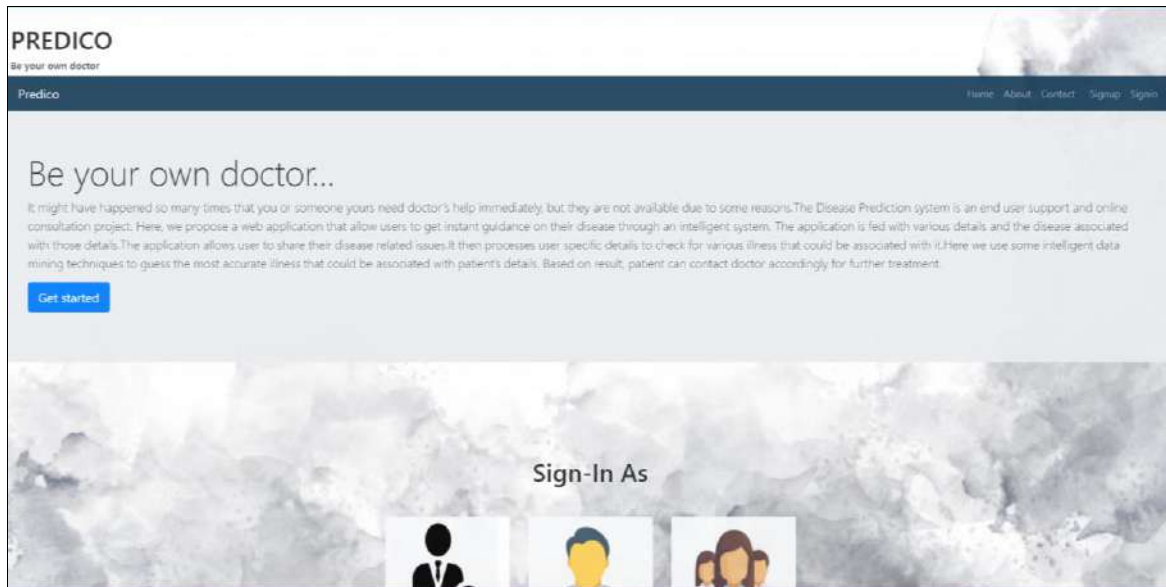 PREDICO
Be your own doctor
Predico
Home About Contact Signup Signin
Be your own doctor...
It might have happened so many times that you or someone yours need doctor's help immediately, but they are not available due to some reasons.The Disease Prediction system is an end user support and online
consultation project. Here, we propose a web application that allow users to get instant guidance on their disease through an intelligent system. The application is fed with various details and the disease associated
with those details.The application allows user to share their disease related issues.It then processes user specific details to check for various illness that could be associated with it.Here we use some intelligent data
mining techniques to guess the most accurate illness that could be associated with patient's details. Based on result, patient can contact doctor accordingly for further treatment.
Get started
Sign-In As